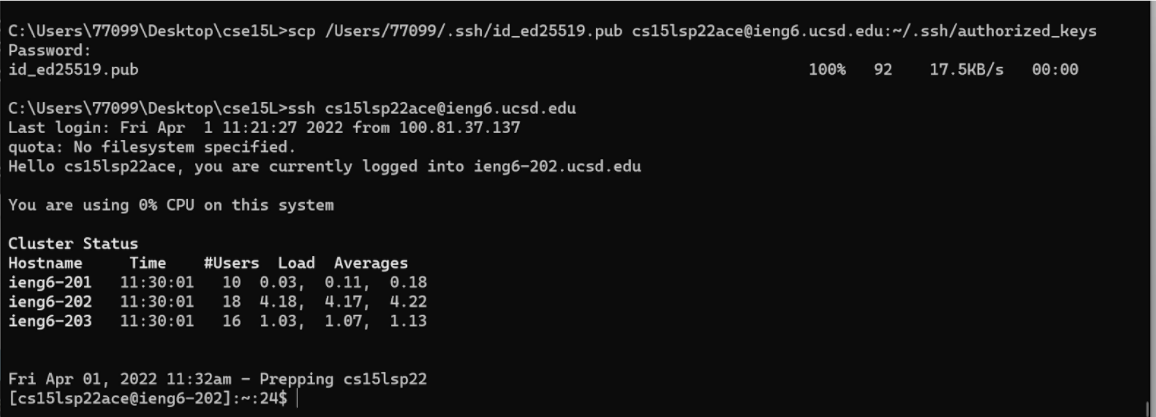 C:\Users\77099\Desktop\cse15L>scp /Users/77099/.ssh/id_ed25519.pub cs15lsp22ace@ieng6.ucsd.edu:~/.ssh/authorized_keys
Password:
id_ed25519.pub 100% 92 17.5KB/s 00:00
C:\Users\77099\Desktop\cse15L>ssh cs15lsp22ace@ieng6.ucsd.edu
Last login: Fri Apr  1 11:21:27 2022 from 100.81.37.137
quota: No filesystem specified.
Hello cs15lsp22ace, you are currently logged into ieng6-202.ucsd.edu
You are using 0% CPU on this system
Cluster Status
Hostname Time #Users Load Averages
ieng6-201 11:30:01 10 0.03, 0.11, 0.18
ieng6-202 11:30:01 18 4.18, 4.17, 4.22
ieng6-203 11:30:01 16 1.03, 1.07, 1.13
Fri Apr 01, 2022 11:32am - Prepping cs15lsp22
[cs15lsp22ace@ieng6-202]:~:24$